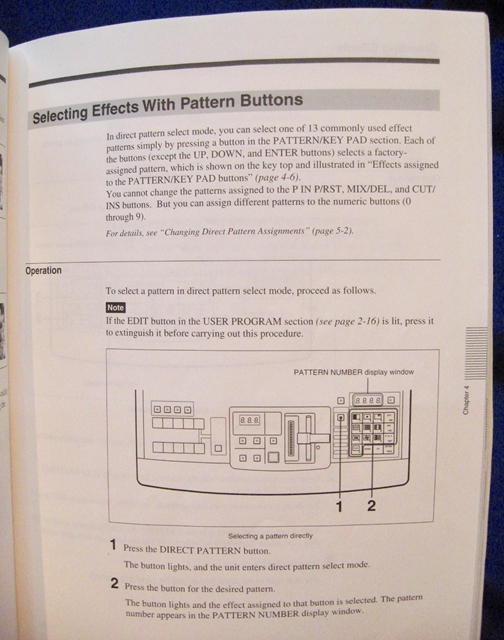 Selecting Effects With Pattern Buttons
In direct pattern select mode, you can select one of 13 commonly used effect
patterns simply by pressing a button in the PATTERN/KEY PAD section. Each of
the buttons (except the UP, DOWN, and ENTER buttons) selects a factory-
assigned pattern, which is shown on the key top and illustrated in “Effects assigned
to the PATTERN/KEY PAD buttons” (page 4-6).
You cannot change the patterns assigned to the P IN P/RST, MIX/DEL, and CUT/
INS buttons. But you can assign different patterns to the numeric buttons (0
through 9).
For details, see “Changing Direct Pattern Assignments” (page 5-2).
Operation
To select a pattern in direct pattern select mode, proceed as follows.
Note
If the EDIT button in the USER PROGRAM section (see page 2-16) is lit, press it
to extinguish it before carrying out this procedure.
PATTERN NUMBER display window
8.8.8.
8.8.8.8
1 2
Selecting a pattern directly
Chapter 4
1 Press the DIRECT PATTERN button.
The button lights, and the unit enters direct pattern select mode.
2 Press the button for the desired pattern.
The button lights and the effect assigned to that button is selected. The pattern
number appears in the PATTERN NUMBER display window.